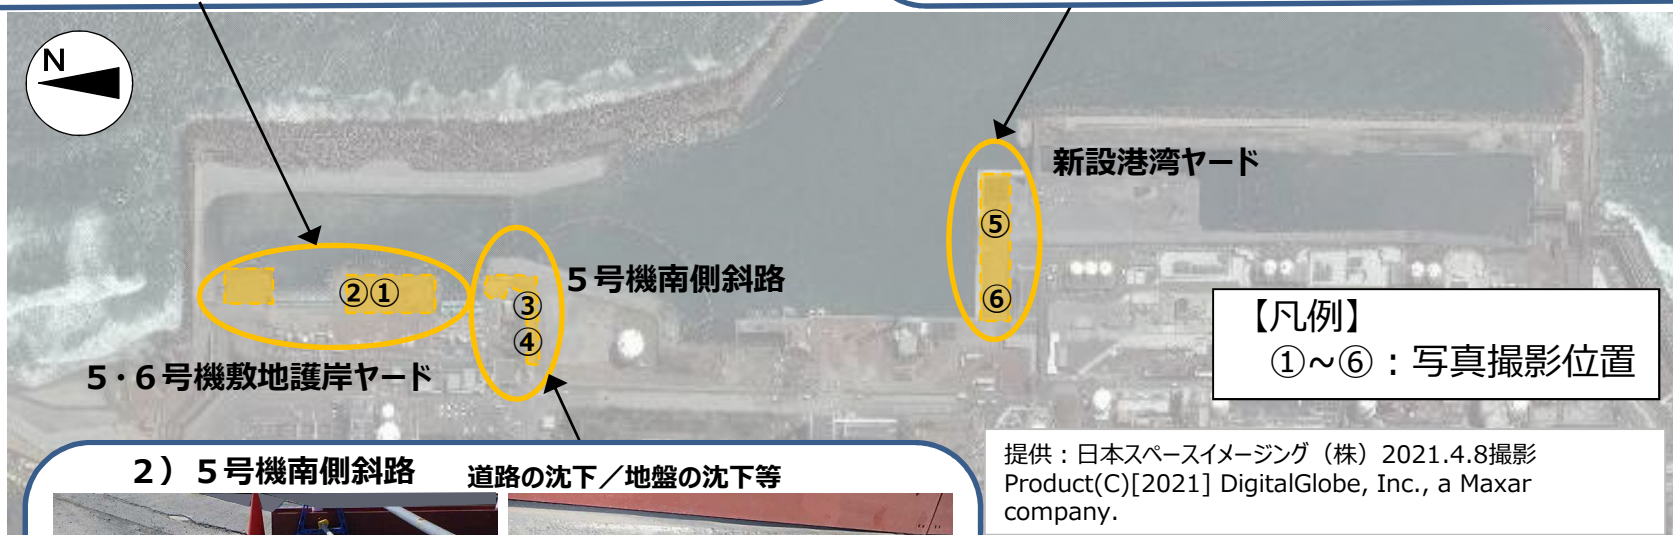 N
新設港湾ヤード
⑤
５号機南側斜路
②①
③
⑥
④
５・６号機敷地護岸ヤード
【凡例】
①~⑥：写真撮影位置
２）５号機南側斜路
道路の沈下／地盤の沈下等
提供：日本スペースイメージング（株）2021.4.8撮影
Product(C)[2021] DigitalGlobe, Inc., a Maxar
company.